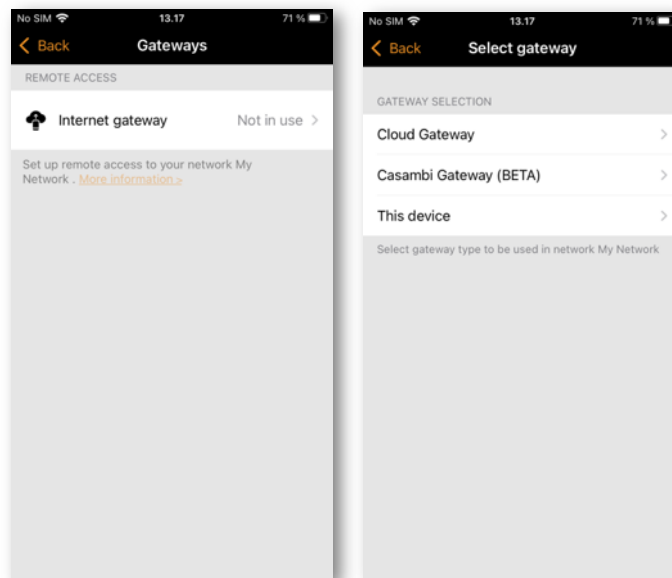 No SIM 13.17 71 %
Back Gateways
REMOTE ACCESS
Internet gateway Not in use
Set up remote access to your network My
Network . More information >
No SIM 13.17 71 %
Back Select gateway
GATEWAY SELECTION
Cloud Gateway
Casambi Gateway (BETA)
This device
Select gateway type to be used in network My Network